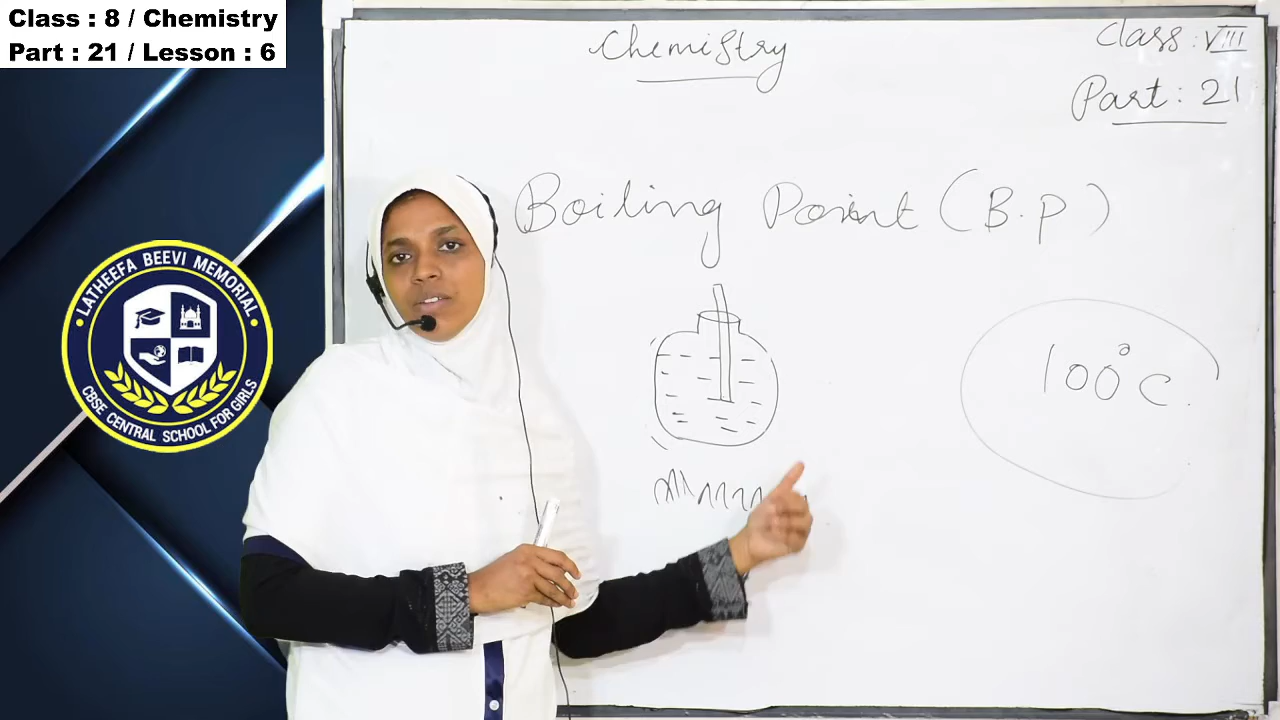 Class : 8 / Chemistry
Part : 21 / Lesson : 6
Chemistry
Class : VIII
Part : 21
Boiling Point (B.P)
100°C.
LATHEEFA BEEVI MEMORIAL
CBSE CENTRAL SCHOOL FOR GIRLS